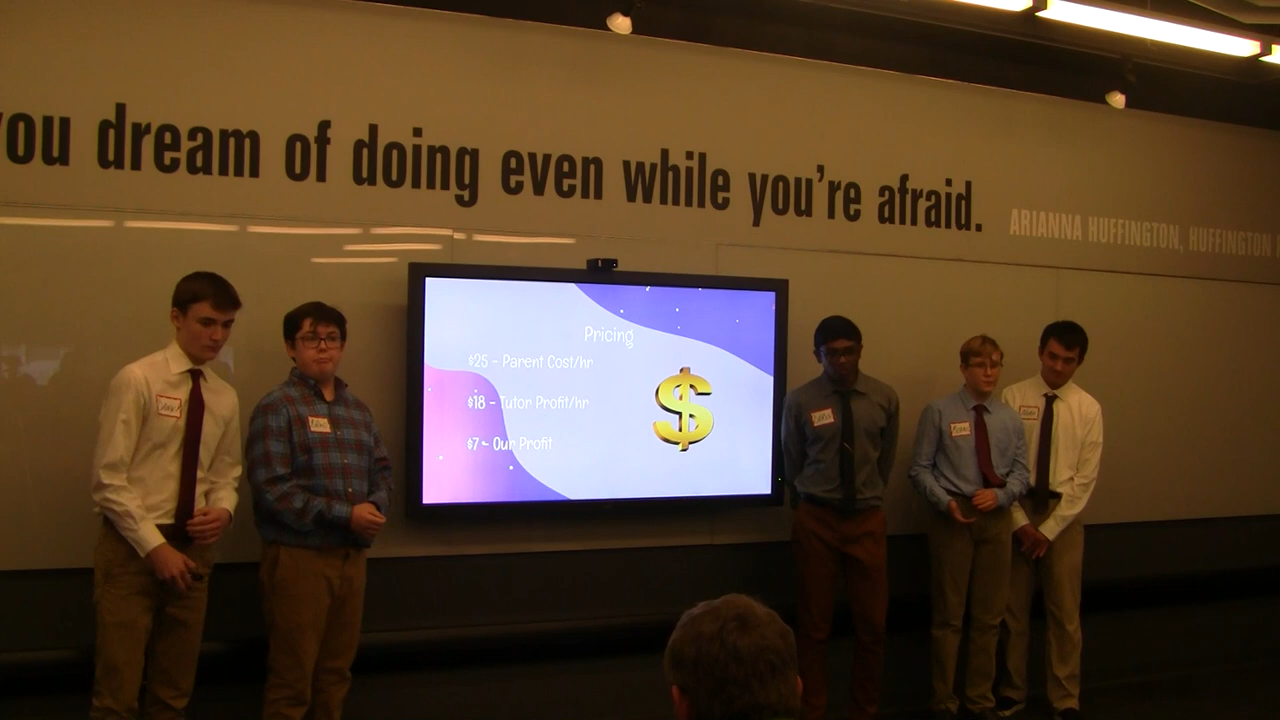 you dream of doing even while you're afraid.
ARIANNA HUFFINGTON, HUFFINGTON
Pricing
$25 - Parent Cost/hr
$18 - Tutor Profit/hr
$7 - Our Profit
$